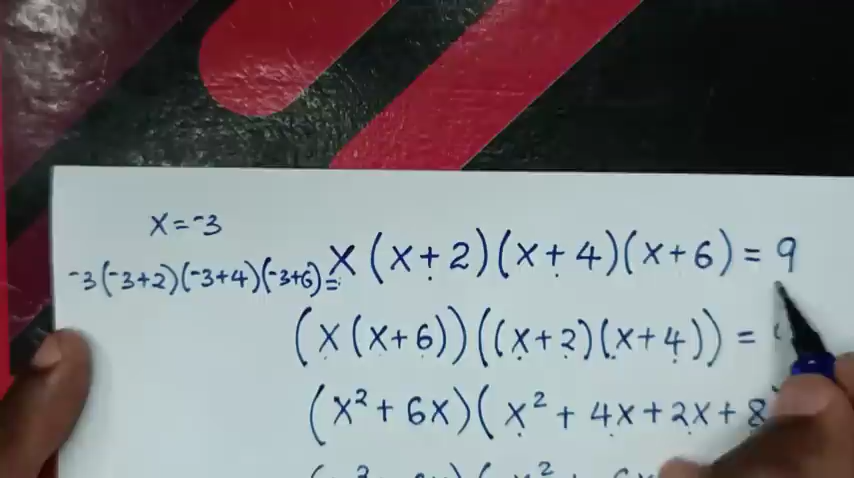 x = -3
-3(-3+2)(-3+4)(-3+6)=
x(x+2)(x+4)(x+6) = 9
(x(x+6))((x+2)(x+4)) =
(x² + 6x)(x² + 4x + 2x + 8